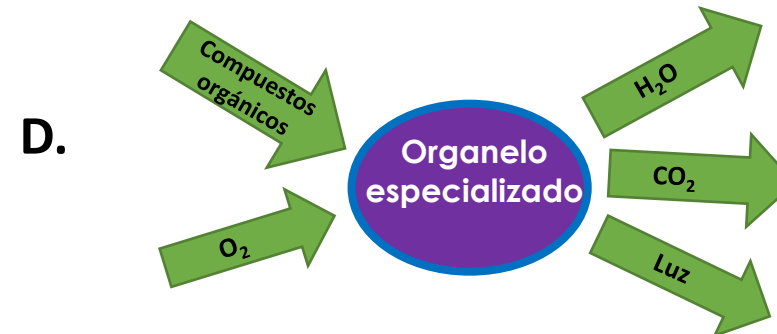 D.
Compuestos
orgánicos
O₂
Organelo
especializado
H₂O
CO₂
Luz